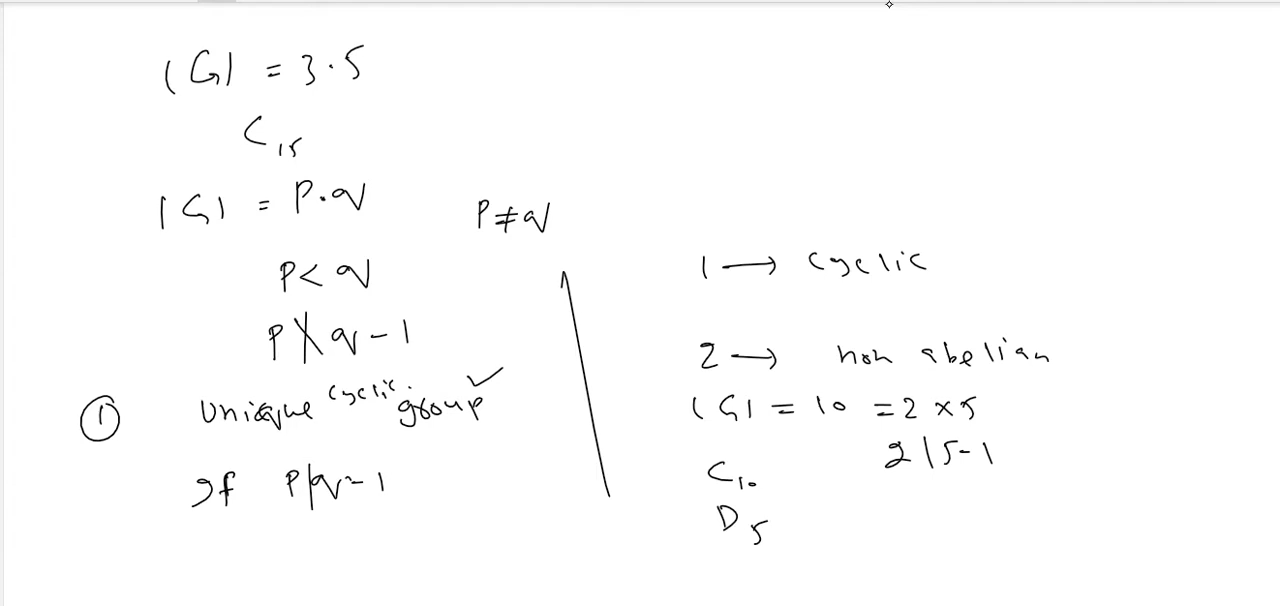 |G| = 3·5
C₁₅
|G| = P·q P≠q
P<q
P∤q-1
① Unique cyclic group ✓
If P|q-1
1 → cyclic
2 → non abelian
|G| = 10 = 2×5
2|5-1
C₁₀
D₅